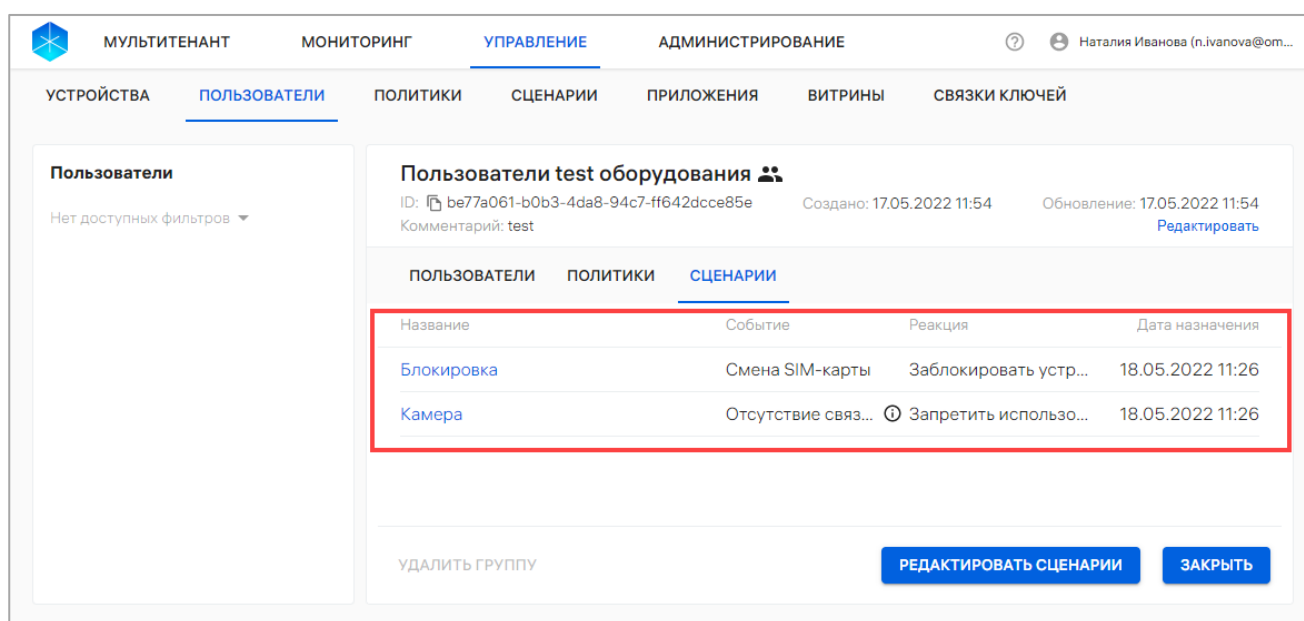 МУЛЬТИТЕНАНТ МОНИТОРИНГ УПРАВЛЕНИЕ АДМИНИСТРИРОВАНИЕ ? Наталия Иванова (n.ivanova@om...
УСТРОЙСТВА ПОЛЬЗОВАТЕЛИ ПОЛИТИКИ СЦЕНАРИИ ПРИЛОЖЕНИЯ ВИТРИНЫ СВЯЗКИ КЛЮЧЕЙ
Пользователи
Нет доступных фильтров
Пользователи test оборудования
ID: be77a061-b0b3-4da8-94c7-ff642dcce85e Создано: 17.05.2022 11:54 Обновление: 17.05.2022 11:54
Комментарий: test Редактировать
ПОЛЬЗОВАТЕЛИ ПОЛИТИКИ СЦЕНАРИИ
Название Событие Реакция Дата назначения
Блокировка Смена SIM-карты Заблокировать устр... 18.05.2022 11:26
Камера Отсутствие связ... Запретить использо... 18.05.2022 11:26
УДАЛИТЬ ГРУППУ РЕДАКТИРОВАТЬ СЦЕНАРИИ ЗАКРЫТЬ